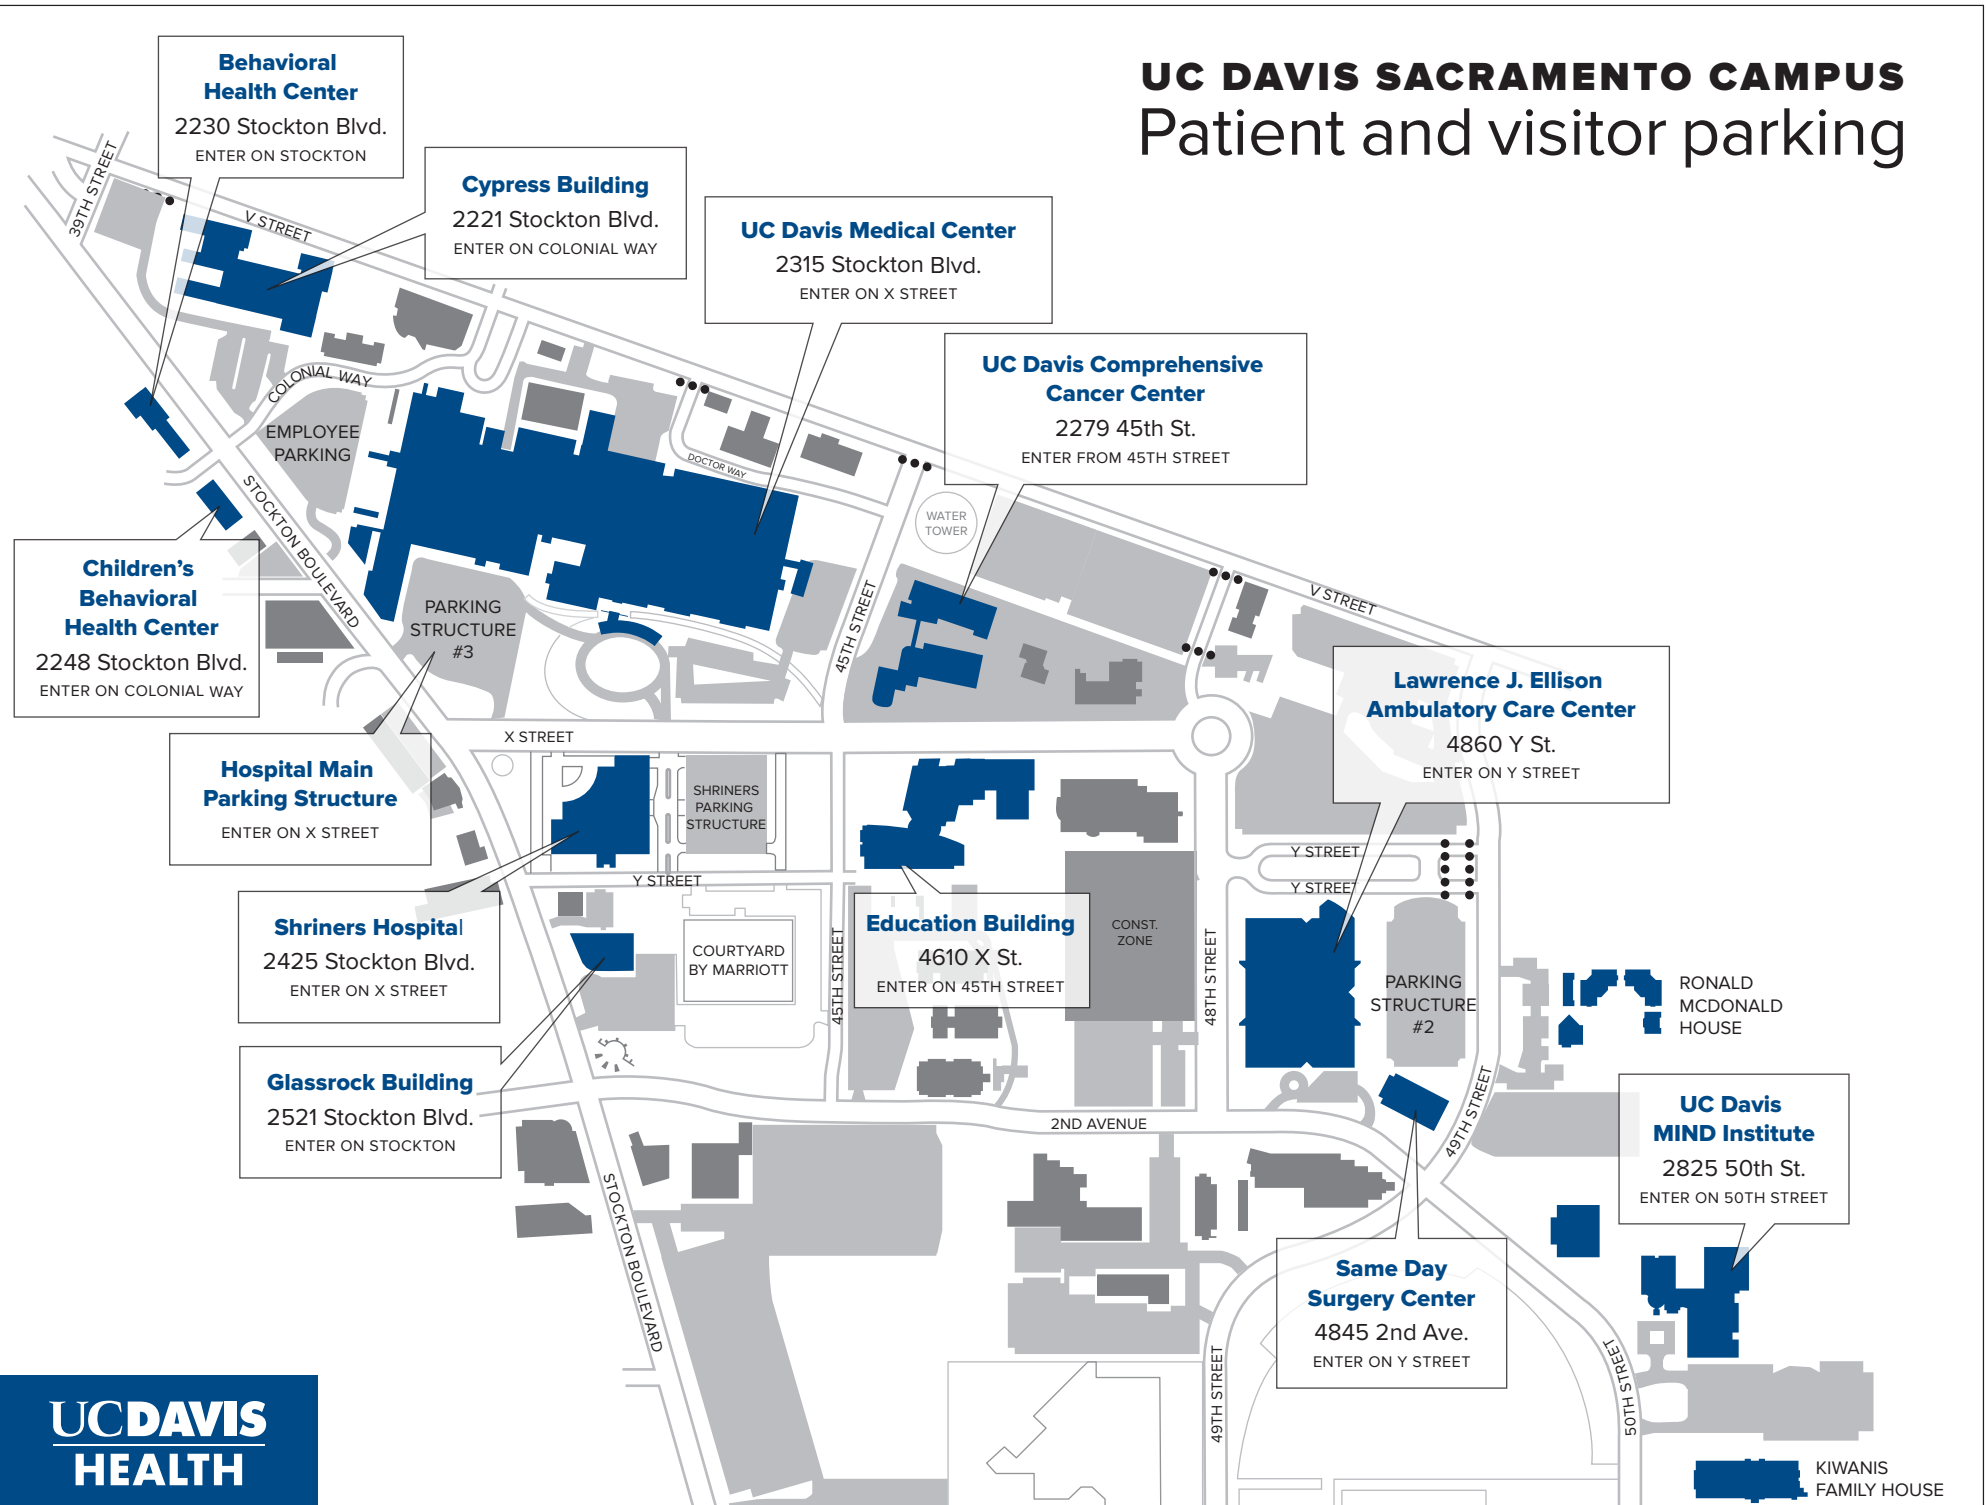 UC DAVIS SACRAMENTO CAMPUS
Patient and visitor parking
Behavioral
Health Center
2230 Stockton Blvd.
ENTER ON STOCKTON
Cypress Building
2221 Stockton Blvd.
ENTER ON COLONIAL WAY
UC Davis Medical Center
2315 Stockton Blvd.
ENTER ON X STREET
UC Davis Comprehensive
Cancer Center
2279 45th St.
ENTER FROM 45TH STREET
39TH STREET
V STREET
COLONIAL WAY
EMPLOYEE
PARKING
DOCTOR WAY
STOCKTON BOULEVARD
WATER
TOWER
Children's
Behavioral
Health Center
2248 Stockton Blvd.
ENTER ON COLONIAL WAY
PARKING
STRUCTURE
#3
45TH STREET
V STREET
Lawrence J. Ellison
Ambulatory Care Center
4860 Y St.
ENTER ON Y STREET
X STREET
Hospital Main
Parking Structure
ENTER ON X STREET
SHRINERS
PARKING
STRUCTURE
Y STREET
Y STREET
Y STREET
Shriners Hospital
2425 Stockton Blvd.
ENTER ON X STREET
COURTYARD
BY MARRIOTT
45TH STREET
Education Building
4610 X St.
ENTER ON 45TH STREET
CONST.
ZONE
48TH STREET
PARKING
STRUCTURE
#2
RONALD
MCDONALD
HOUSE
Glassrock Building
2521 Stockton Blvd.
ENTER ON STOCKTON
2ND AVENUE
49TH STREET
UC Davis
MIND Institute
2825 50th St.
ENTER ON 50TH STREET
STOCKTON BOULEVARD
Same Day
Surgery Center
4845 2nd Ave.
ENTER ON Y STREET
49TH STREET
50TH STREET
UCDAVIS
HEALTH
KIWANIS
FAMILY HOUSE